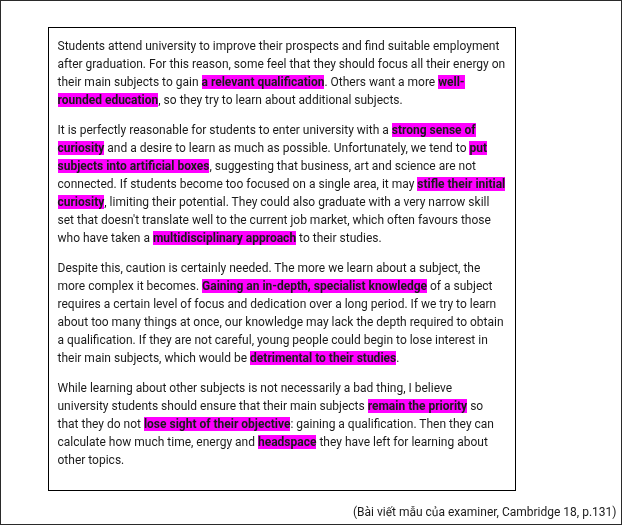 Students attend university to improve their prospects and find suitable employment
after graduation. For this reason, some feel that they should focus all their energy on
their main subjects to gain a relevant qualification. Others want a more well-
rounded education, so they try to learn about additional subjects.
It is perfectly reasonable for students to enter university with a strong sense of
curiosity and a desire to learn as much as possible. Unfortunately, we tend to put
subjects into artificial boxes, suggesting that business, art and science are not
connected. If students become too focused on a single area, it may stifle their initial
curiosity, limiting their potential. They could also graduate with a very narrow skill
set that doesn't translate well to the current job market, which often favours those
who have taken a multidisciplinary approach to their studies.
Despite this, caution is certainly needed. The more we learn about a subject, the
more complex it becomes. Gaining an in-depth, specialist knowledge of a subject
requires a certain level of focus and dedication over a long period. If we try to learn
about too many things at once, our knowledge may lack the depth required to obtain
a qualification. If they are not careful, young people could begin to lose interest in
their main subjects, which would be detrimental to their studies.
While learning about other subjects is not necessarily a bad thing, I believe
university students should ensure that their main subjects remain the priority so
that they do not lose sight of their objective: gaining a qualification. Then they can
calculate how much time, energy and headspace they have left for learning about
other topics.
(Bài viết mẫu của examiner, Cambridge 18, p.131)